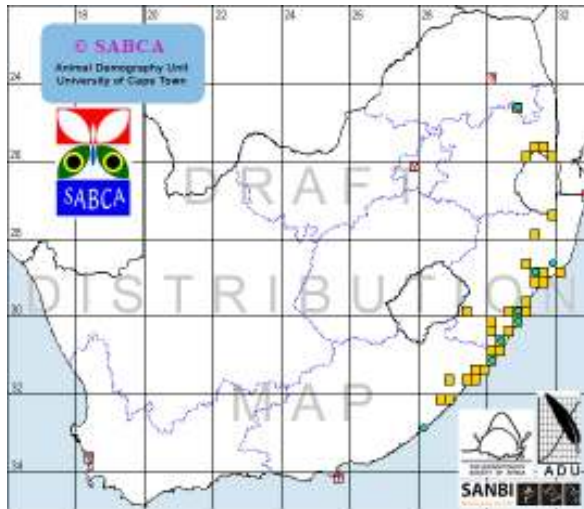 18 20 22 24 26 28 30 32
© SABCA
Animal Demography Unit
University of Cape Town
SABCA
24
26
28
30
32
34
DRAFT
DISTRIBUTION
MAP
ADU
SANBI